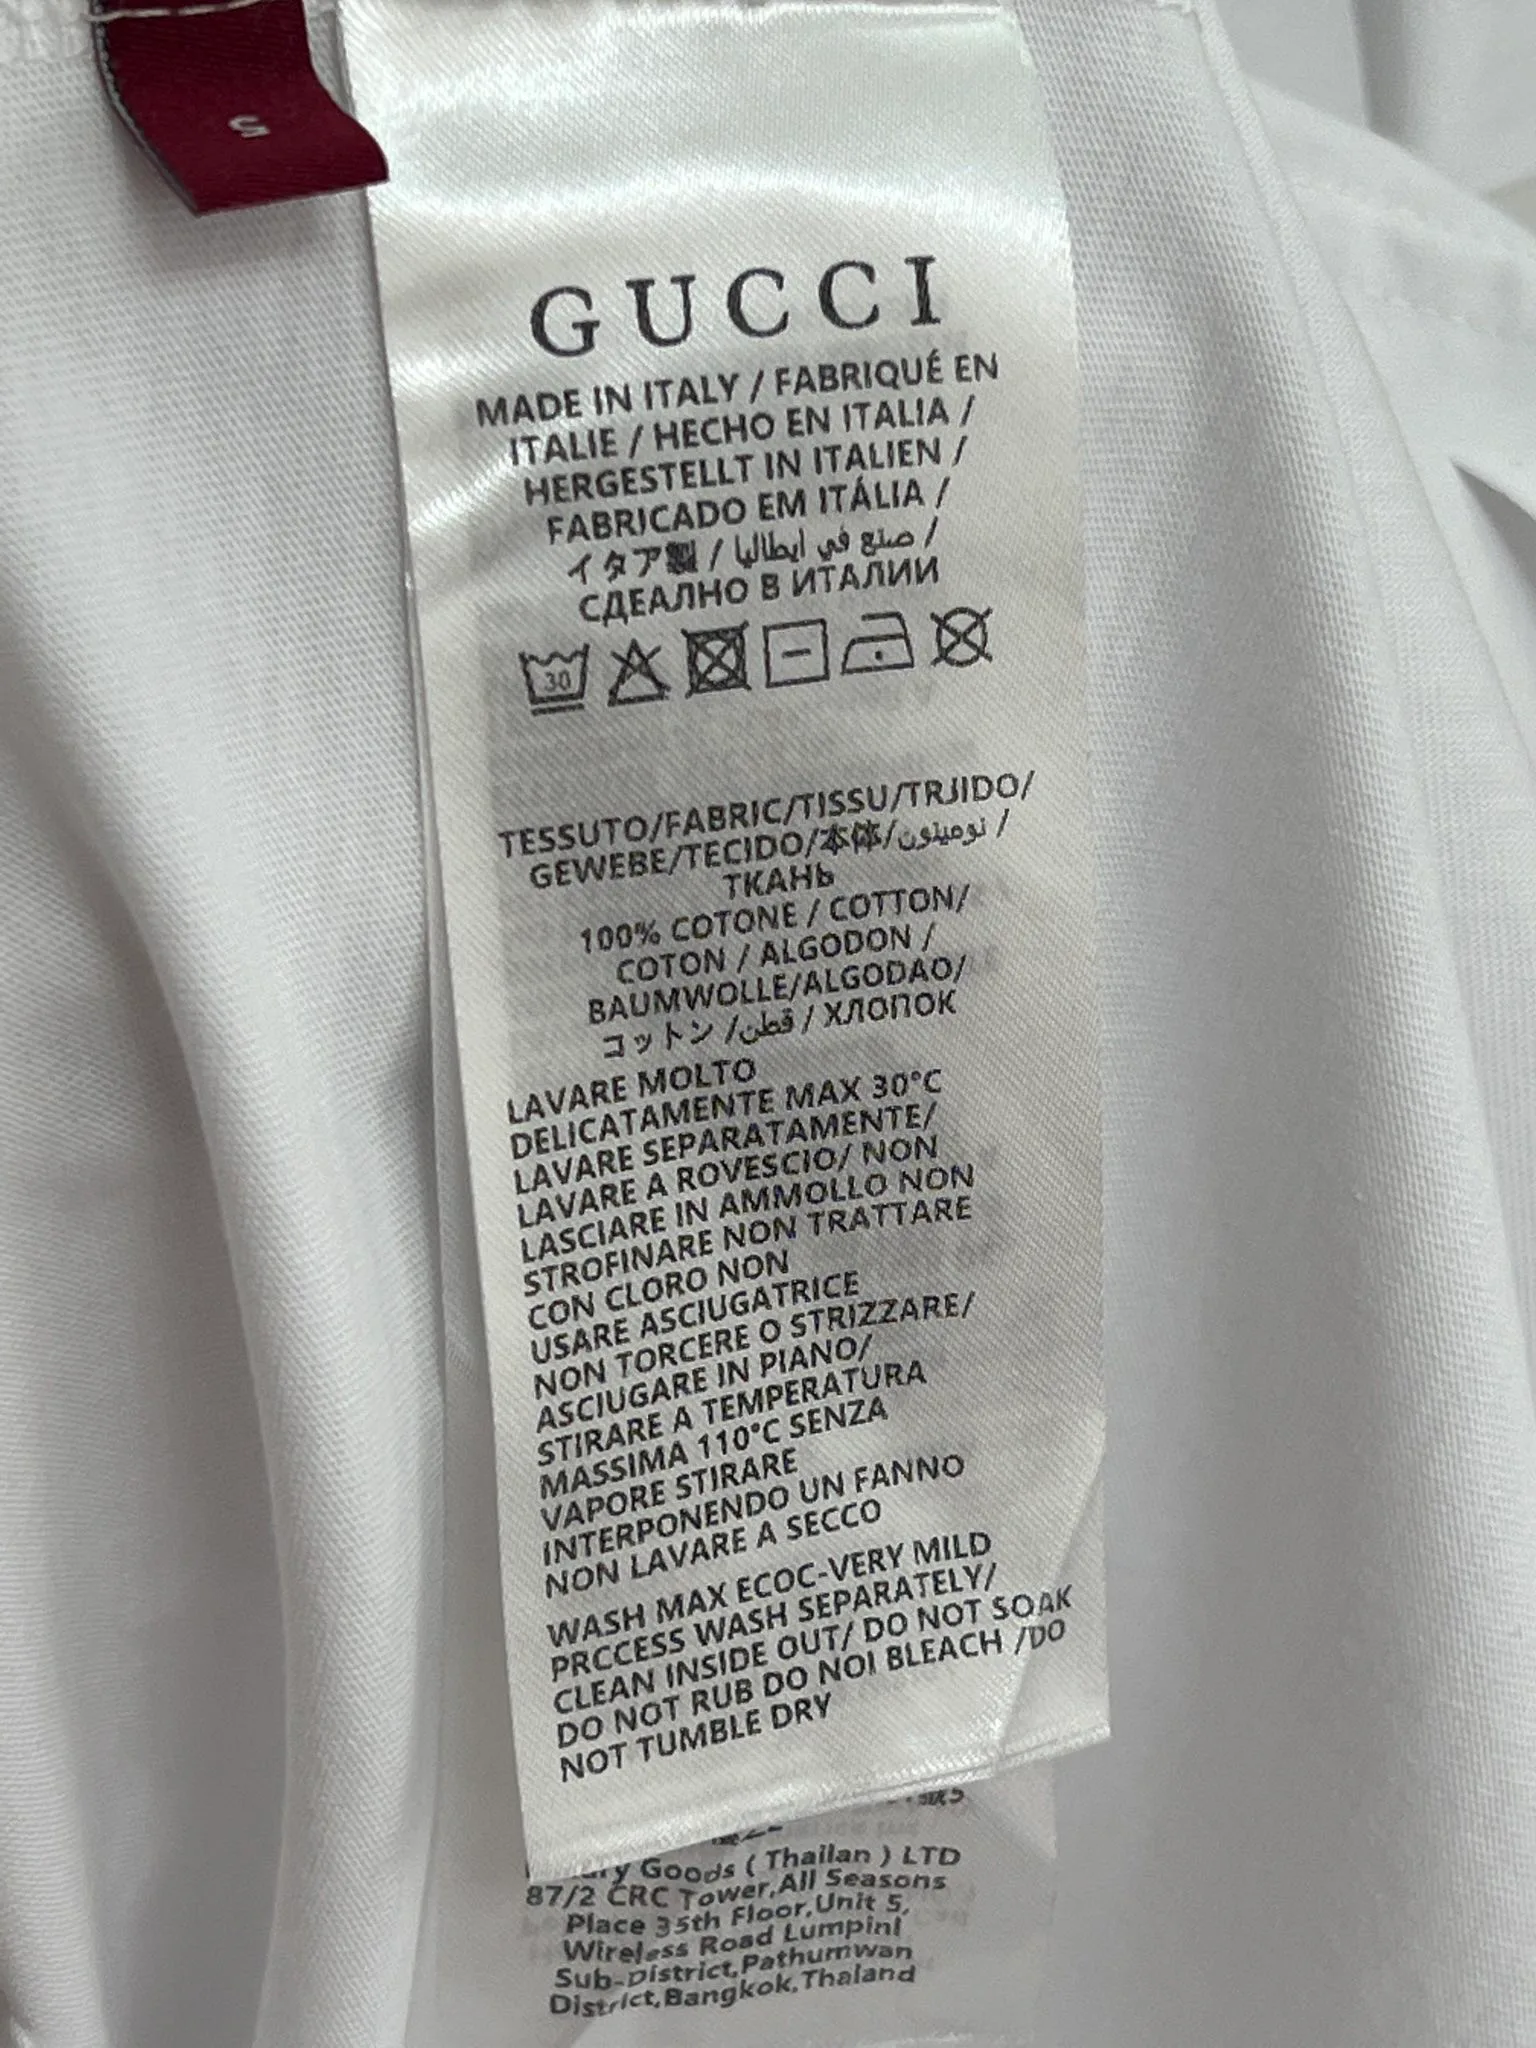 S
GUCCI
MADE IN ITALY / FABRIQUÉ EN
ITALIE / HECHO EN ITALIA /
HERGESTELLT IN ITALIEN /
FABRICADO EM ITÁLIA /
イタア製 / صنع في ايطاليا /
СДЕАЛНО В ИТАЛИИ
30
TESSUTO/FABRIC/TISSU/TRJIDO/
GEWEBE/TECIDO/本体/نومينون /
ТКАНЬ
100% COTONE / COTTON/
COTON / ALGODON /
BAUMWOLLE/ALGODAO/
コットン /قطن / ХЛОПОК
LAVARE MOLTO
DELICATAMENTE MAX 30°C
LAVARE SEPARATAMENTE/
LAVARE A ROVESCIO/ NON
LASCIARE IN AMMOLLO NON
STROFINARE NON TRATTARE
CON CLORO NON
USARE ASCIUGATRICE
NON TORCERE O STRIZZARE/
ASCIUGARE IN PIANO/
STIRARE A TEMPERATURA
MASSIMA 110°C SENZA
VAPORE STIRARE
INTERPONENDO UN FANNO
NON LAVARE A SECCO
WASH MAX ECOC-VERY MILD
PRCCESS WASH SEPARATELY/
CLEAN INSIDE OUT/ DO NOT SOAK
DO NOT RUB DO NOI BLEACH /DO
NOT TUMBLE DRY
Goods ( Thailan ) LTD
87/2 CRC Tower,All Seasons
Place 35th Floor,Unit 5,
Wireless Road Lumpinl
Sub-District,Pathumwan
District,Bangkok,Thaland